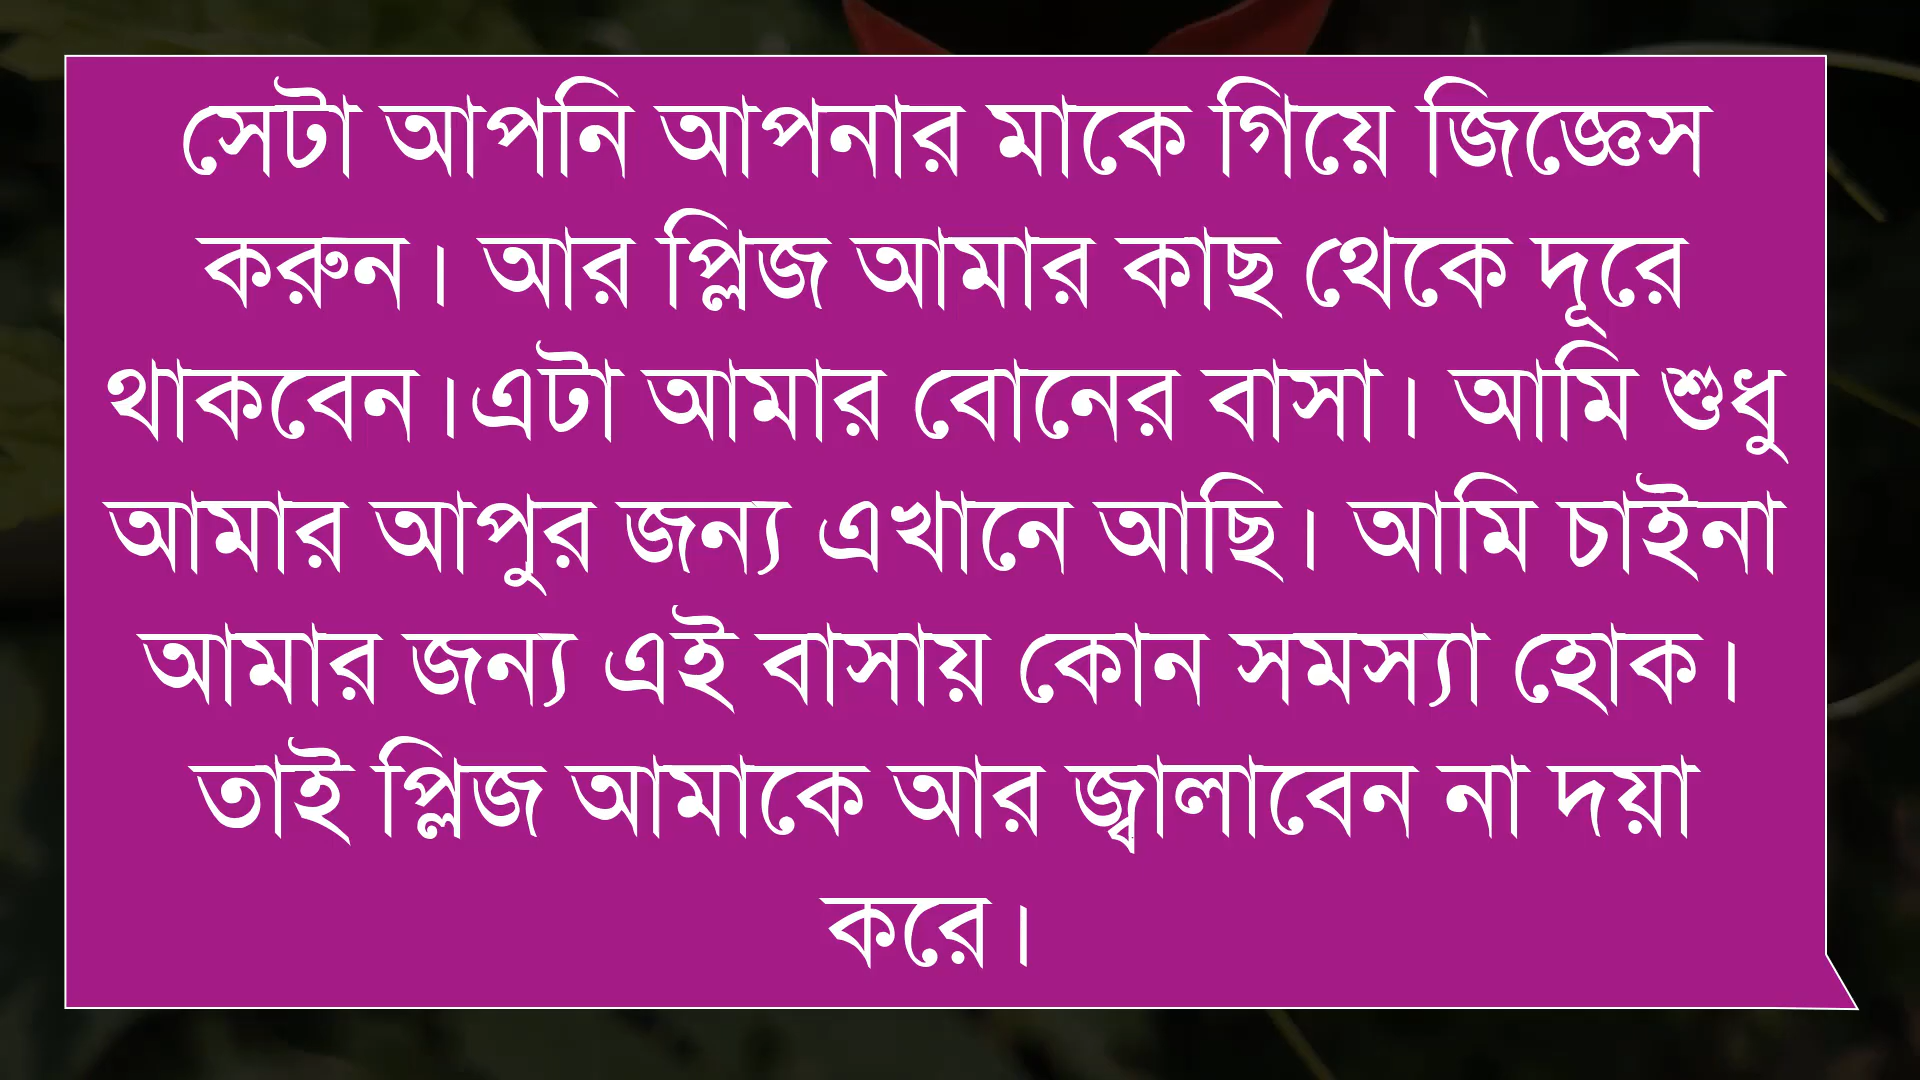 সেটা আপনি আপনার মাকে গিয়ে জিজ্ঞেস
করুন। আর প্লিজ আমার কাছ থেকে দূরে
থাকবেন।এটা আমার বোনের বাসা। আমি শুধু
আমার আপুর জন্য এখানে আছি। আমি চাইনা
আমার জন্য এই বাসায় কোন সমস্যা হোক।
তাই প্লিজ আমাকে আর জ্বালাবেন না দয়া
করে।